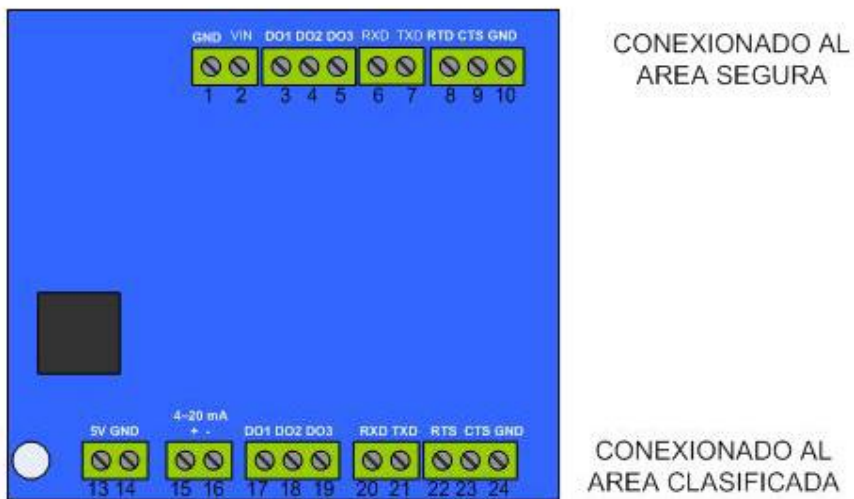 GND VIN DO1 DO2 DO3 RXD TXD RTD CTS GND
1 2 3 4 5 6 7 8 9 10
CONEXIONADO AL
AREA SEGURA
4-20 mA
5V GND + - DO1 DO2 DO3 RXD TXD RTS CTS GND
13 14 15 16 17 18 19 20 21 22 23 24
CONEXIONADO AL
AREA CLASIFICADA